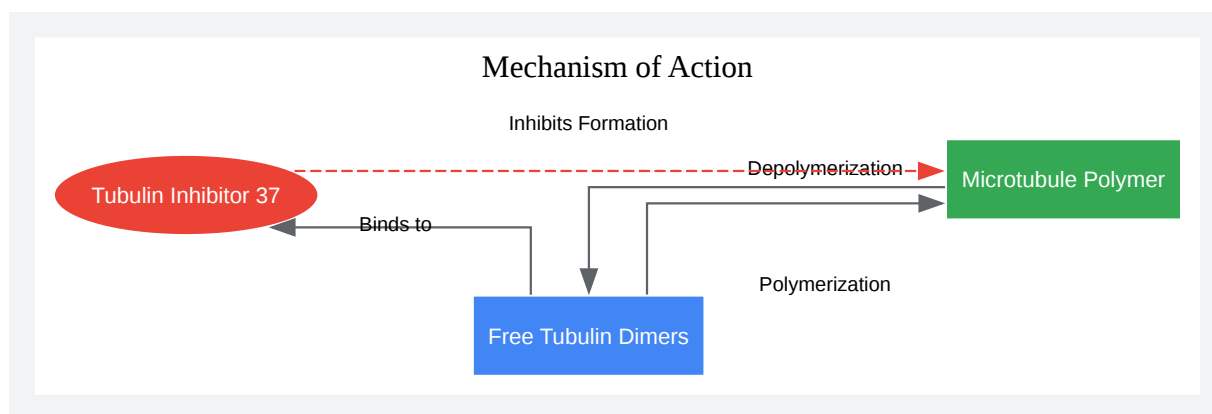 Mechanism of Action
Inhibits Formation
Depolymerization
Microtubule Polymer
Tubulin Inhibitor 37
Binds to
Polymerization
Free Tubulin Dimers